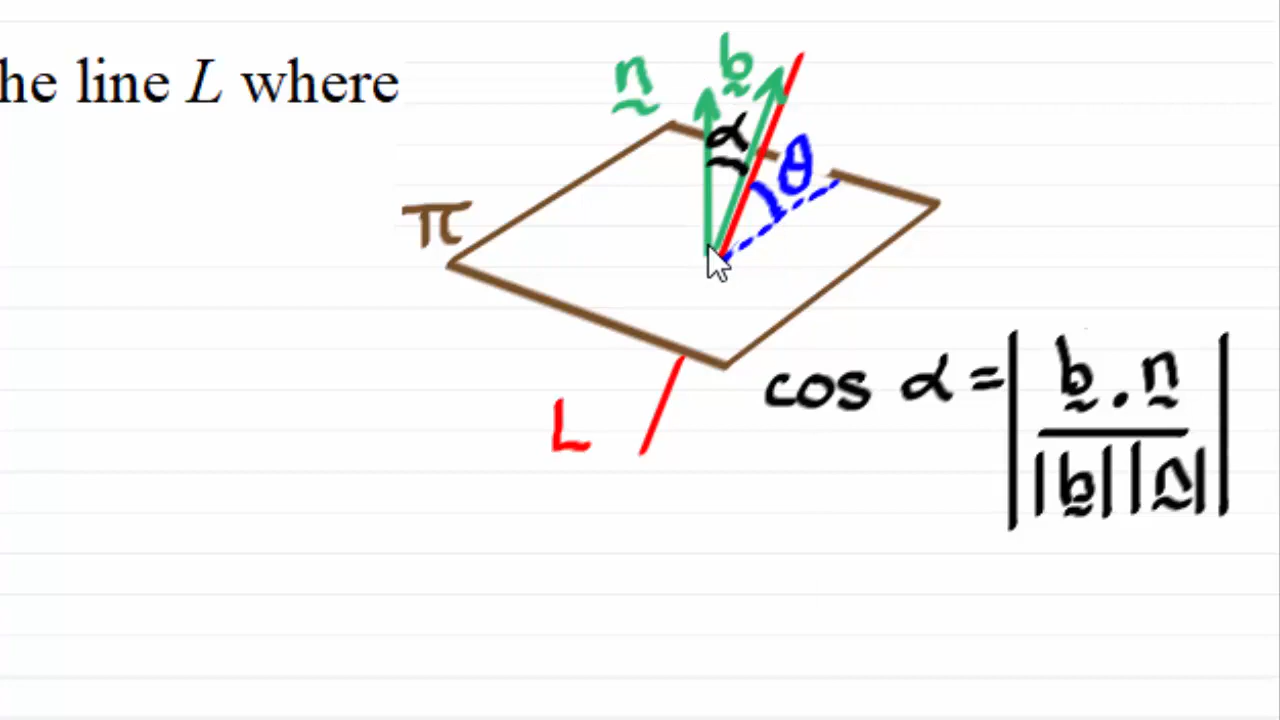 he line L where
n b
α
θ
π
L
cos α = | b . n / |b| |n| |